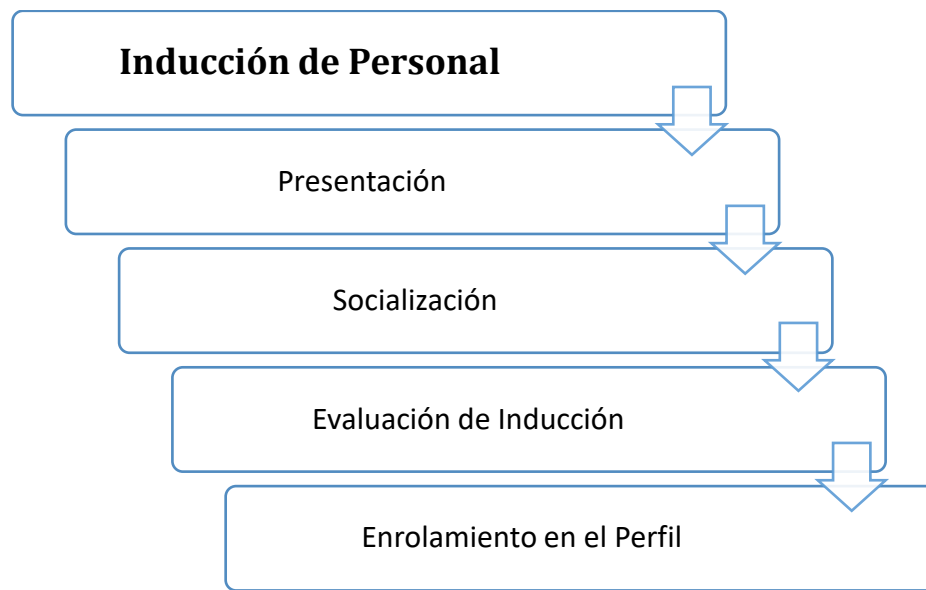 Inducción de Personal
Presentación
Socialización
Evaluación de Inducción
Enrolamiento en el Perfil